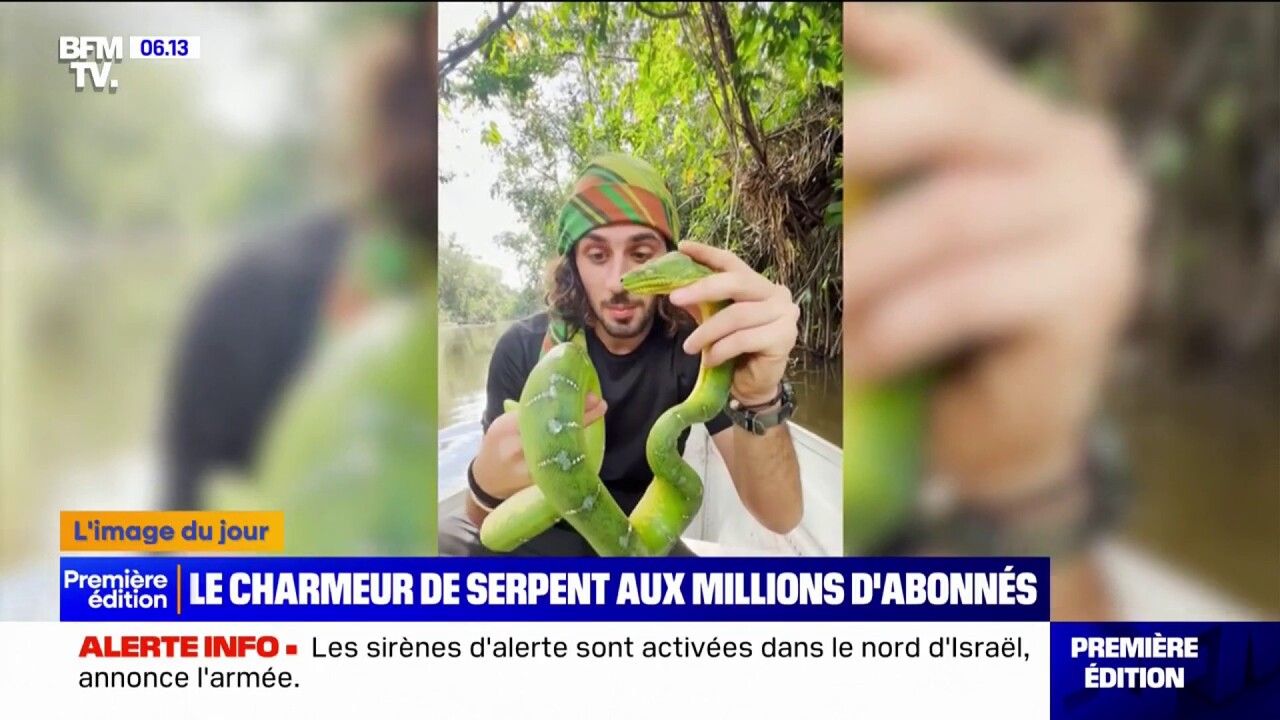 BFM
TV.
06.13
L'image du jour
Première
édition
LE CHARMEUR DE SERPENT AUX MILLIONS D'ABONNÉS
ALERTE INFO Les sirènes d'alerte sont activées dans le nord d'Israël,
annonce l'armée.
PREMIÈRE
ÉDITION